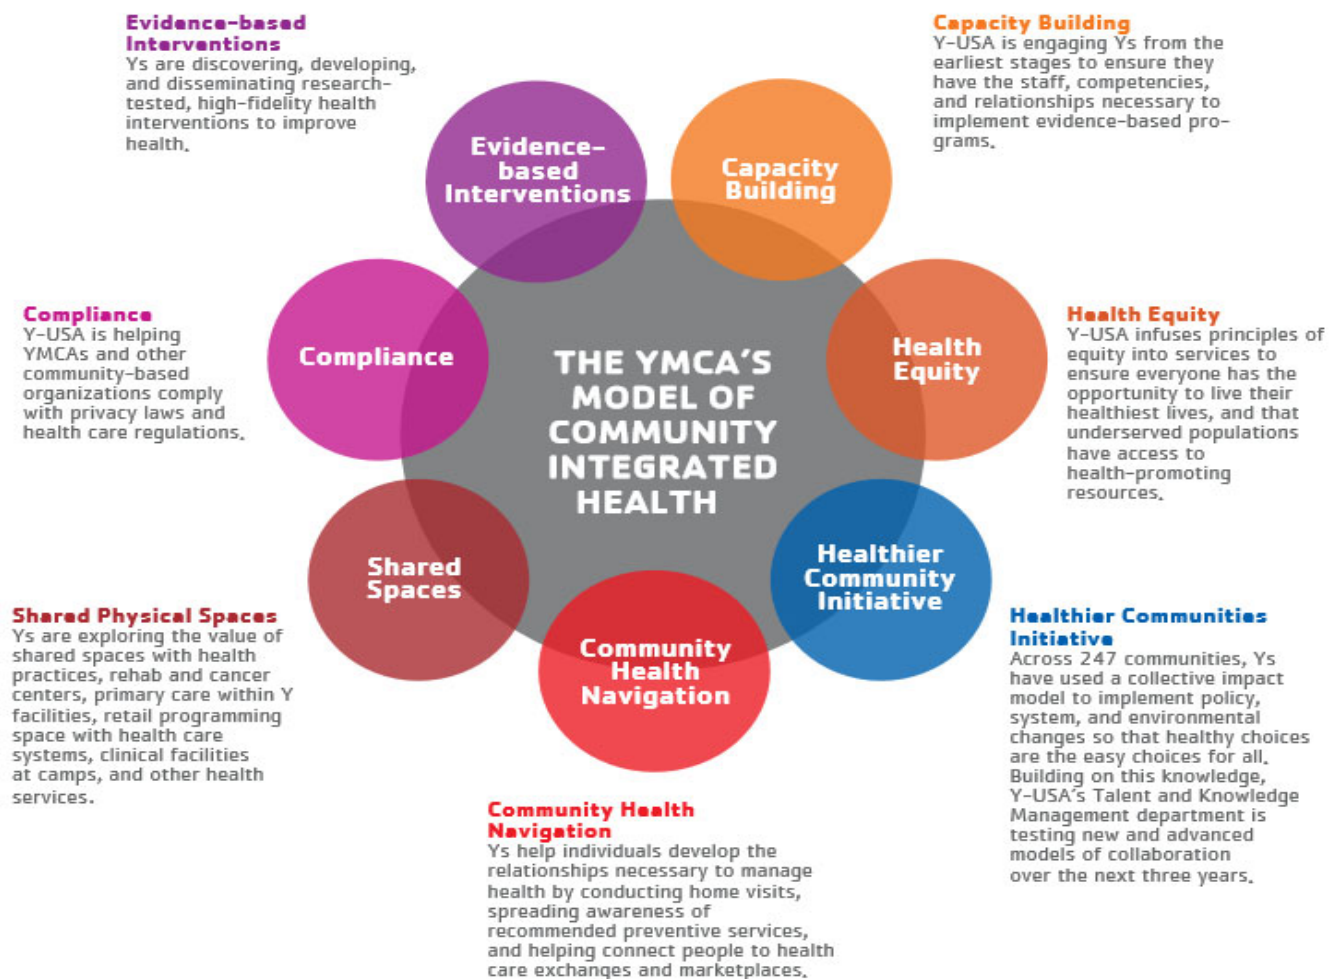 Evidence-based
Interventions
Ys are discovering, developing,
and disseminating research-
tested, high-fidelity health
interventions to improve
health.
Capacity Building
Y-USA is engaging Ys from the
earliest stages to ensure they
have the staff, competencies,
and relationships necessary to
implement evidence-based pro-
grams.
Evidence-
based
Interventions
Capacity
Building
Compliance
Y-USA is helping
YMCAs and other
community-based
organizations comply
with privacy laws and
health care regulations.
Compliance
THE YMCA'S
MODEL OF
COMMUNITY
INTEGRATED
HEALTH
Health
Equity
Health Equity
Y-USA infuses principles of
equity into services to
ensure everyone has the
opportunity to live their
healthiest lives, and that
underserved populations
have access to
health-promoting
resources.
Shared
Spaces
Community
Health
Navigation
Healthier
Community
Initiative
Shared Physical Spaces
Ys are exploring the value of
shared spaces with health
practices, rehab and cancer
centers, primary care within Y
facilities, retail programming
space with health care
systems, clinical facilities
at camps, and other health
services.
Community Health
Navigation
Ys help individuals develop the
relationships necessary to manage
health by conducting home visits,
spreading awareness of
recommended preventive services,
and helping connect people to health
care exchanges and marketplaces.
Healthier Communities
Initiative
Across 247 communities, Ys
have used a collective impact
model to implement policy,
system, and environmental
changes so that healthy choices
are the easy choices for all.
Building on this knowledge,
Y-USA's Talent and Knowledge
Management department is
testing new and advanced
models of collaboration
over the next three years.